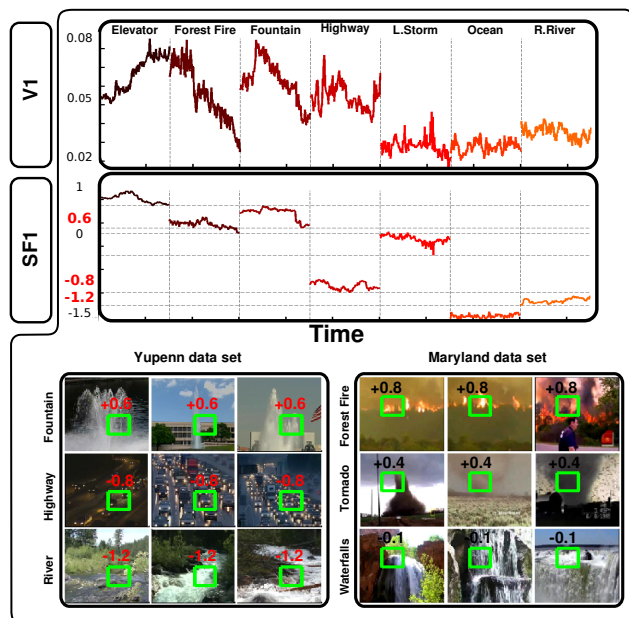 Elevator Forest Fire Fountain Highway L.Storm Ocean R.River
V1
0.08
0.05
0.02
SF1
1
0.6
0
-0.8
-1.2
-1.5
Time
Yupenn data set
Fountain
+0.6 +0.6 +0.6
Highway
-0.8 -0.8 -0.8
River
-1.2 -1.2 -1.2
Maryland data set
Forest Fire
+0.8 +0.8 +0.8
Tornado
+0.4 +0.4 +0.4
Waterfalls
-0.1 -0.1 -0.1